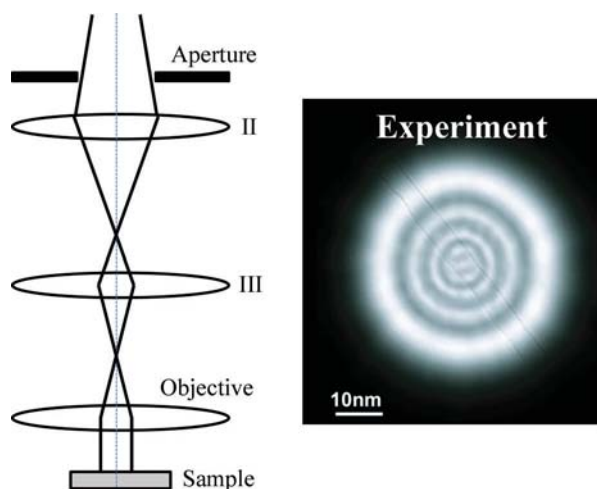 Aperture
II
III
Objective
Sample
Experiment
10nm